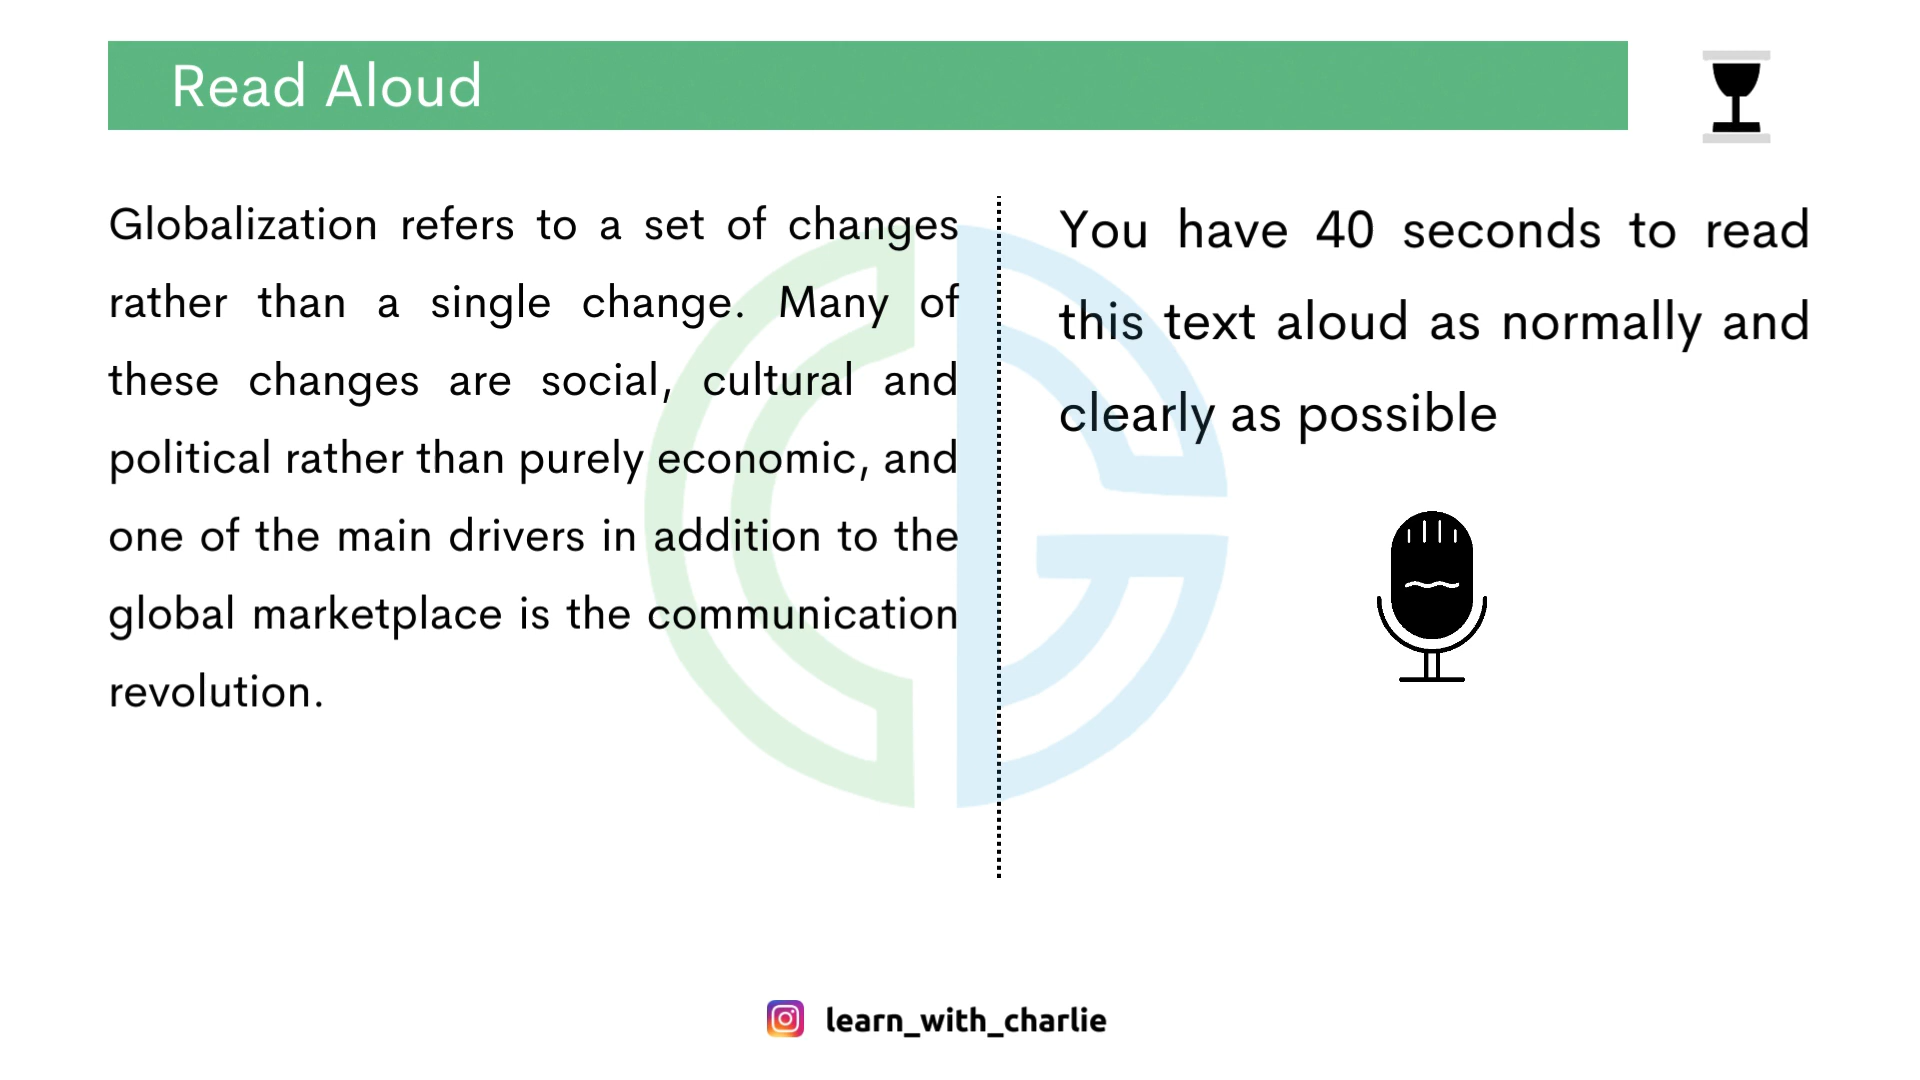 Read Aloud
Globalization refers to a set of changes
rather than a single change. Many of
these changes are social, cultural and
political rather than purely economic, and
one of the main drivers in addition to the
global marketplace is the communication
revolution.
You have 40 seconds to read
this text aloud as normally and
clearly as possible
learn_with_charlie